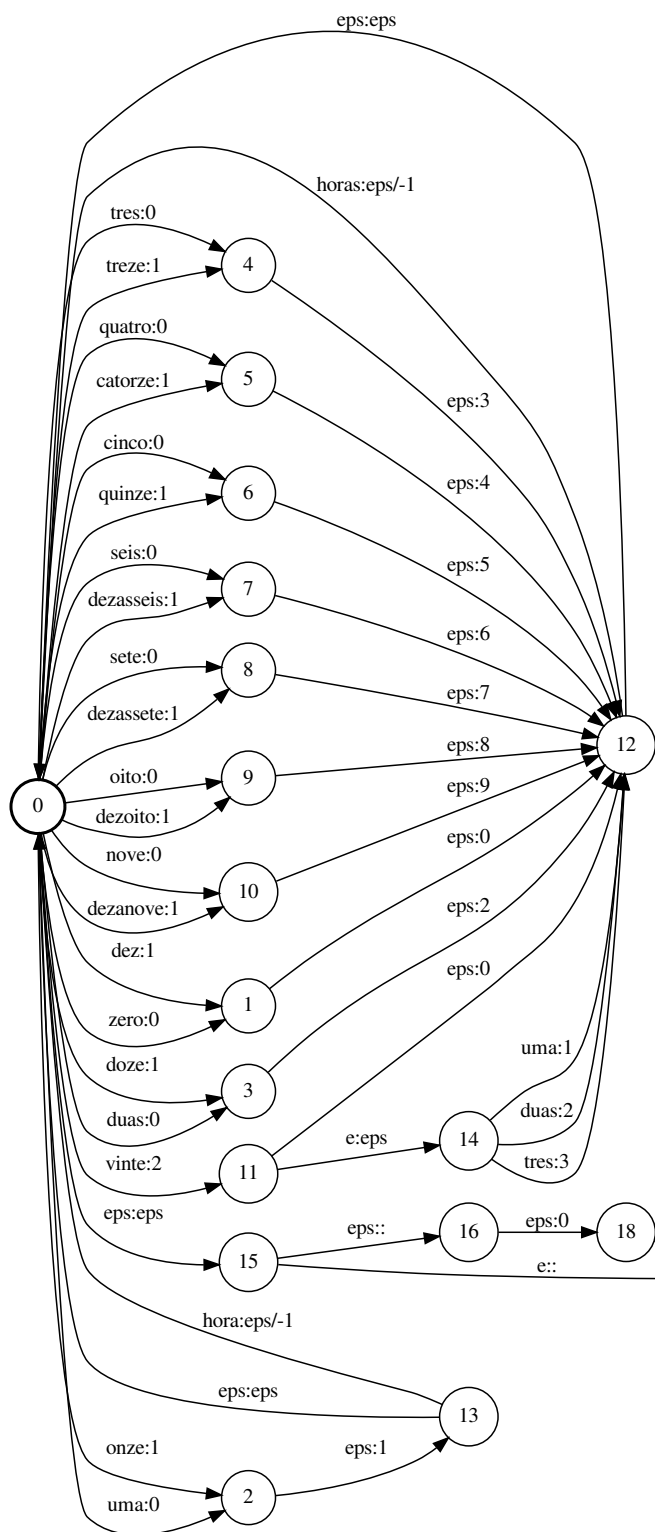 eps:eps
horas:eps/-1
tres:0
4
treze:1
quatro:0
eps:3
5
catorze:1
cinco:0
eps:4
6
quinze:1
seis:0
eps:5
7
dezasseis:1
eps:6
sete:0
8
eps:7
dezassete:1
12
eps:8
oito:0
9
0
dezoito:1
eps:9
nove:0
10
eps:0
dezanove:1
eps:2
dez:1
1
eps:0
zero:0
uma:1
doze:1
3
duas:0
duas:2
14
e:eps
vinte:2
11
tres:3
eps:eps
eps:0
eps::
16
18
15
e::
hora:eps/-1
eps:eps
13
onze:1
eps:1
2
uma:0